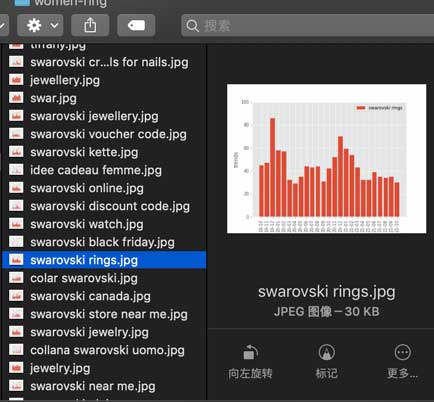 women-ring
搜索
tiffany.jpg
swarovski cr...ls for nails.jpg
jewellery.jpg
swar.jpg
swarovski jewellery.jpg
swarovski voucher code.jpg
swarovski kette.jpg
idee cadeau femme.jpg
swarovski online.jpg
swarovski discount code.jpg
swarovski watch.jpg
swarovski black friday.jpg
swarovski rings.jpg
colar swarovski.jpg
swarovski canada.jpg
swarovski store near me.jpg
swarovski jewelry.jpg
collana swarovski uomo.jpg
jewelry.jpg
swarovski near me.jpg
swarovski rings
trends
100
80
60
40
20
0
swarovski rings.jpg
JPEG 图像 – 30 KB
向左旋转
标记
更多...